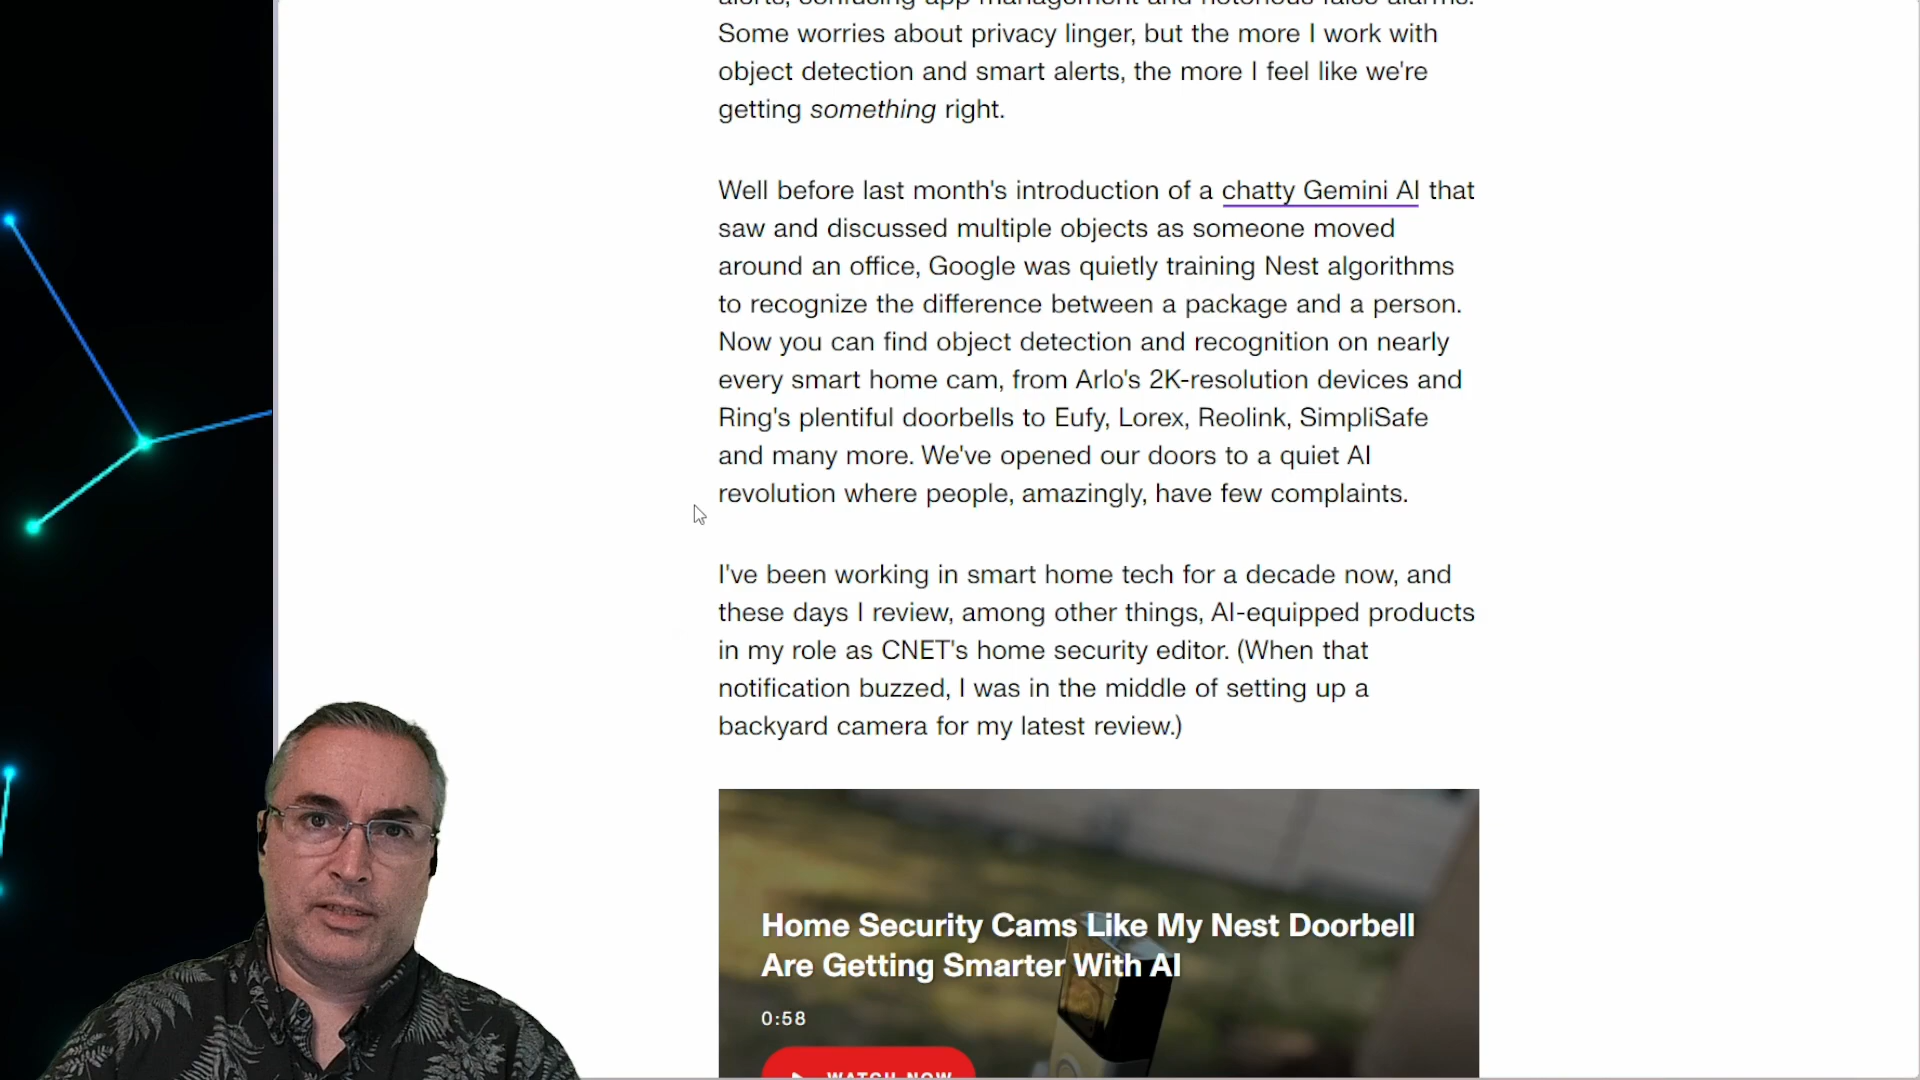 alerts, confusing app management and notorious false alarms.
Some worries about privacy linger, but the more I work with
object detection and smart alerts, the more I feel like we're
getting something right.
Well before last month's introduction of a chatty Gemini AI that
saw and discussed multiple objects as someone moved
around an office, Google was quietly training Nest algorithms
to recognize the difference between a package and a person.
Now you can find object detection and recognition on nearly
every smart home cam, from Arlo's 2K-resolution devices and
Ring's plentiful doorbells to Eufy, Lorex, Reolink, SimpliSafe
and many more. We've opened our doors to a quiet AI
revolution where people, amazingly, have few complaints.
I've been working in smart home tech for a decade now, and
these days I review, among other things, AI-equipped products
in my role as CNET's home security editor. (When that
notification buzzed, I was in the middle of setting up a
backyard camera for my latest review.)
Home Security Cams Like My Nest Doorbell
Are Getting Smarter With AI
0:58
WATCH NOW